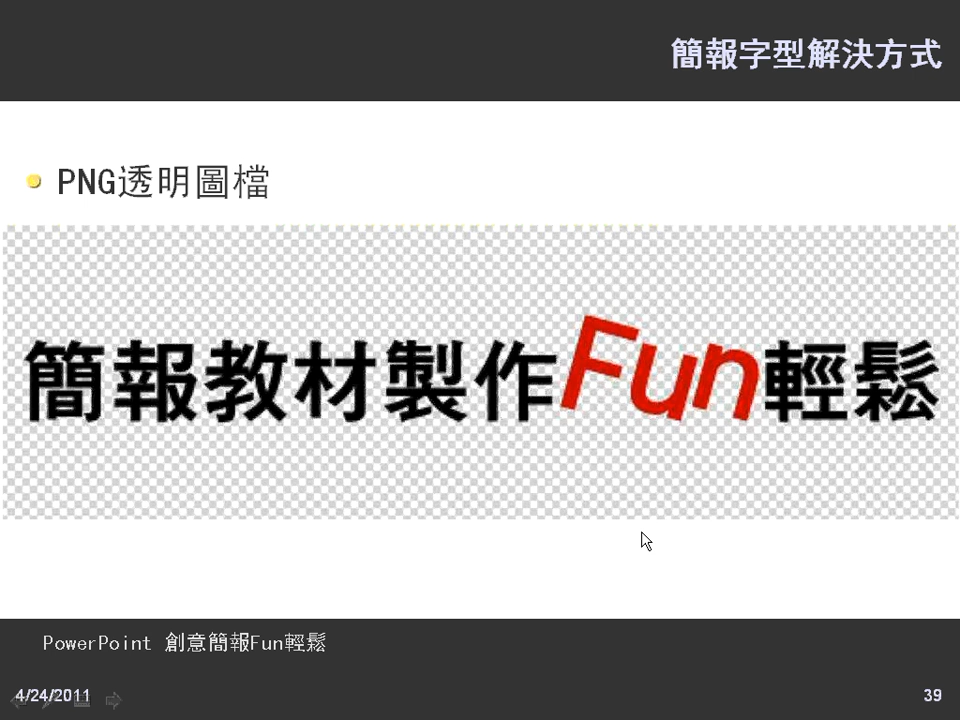 簡報字型解決方式
PNG透明圖檔
簡報教材製作Fun輕鬆
PowerPoint 創意簡報Fun輕鬆
4/24/2011
39